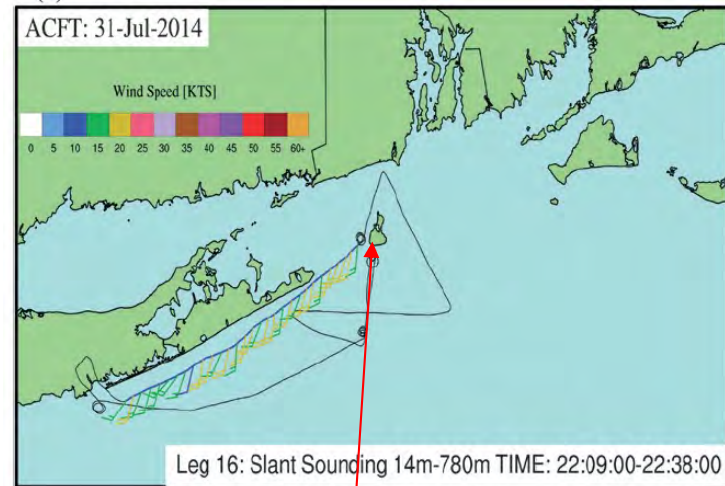 ACFT: 31-Jul-2014
Wind Speed [KTS]
0 5 10 15 20 25 30 35 40 45 50 55 60+
Leg 16: Slant Sounding 14m-780m TIME: 22:09:00-22:38:00